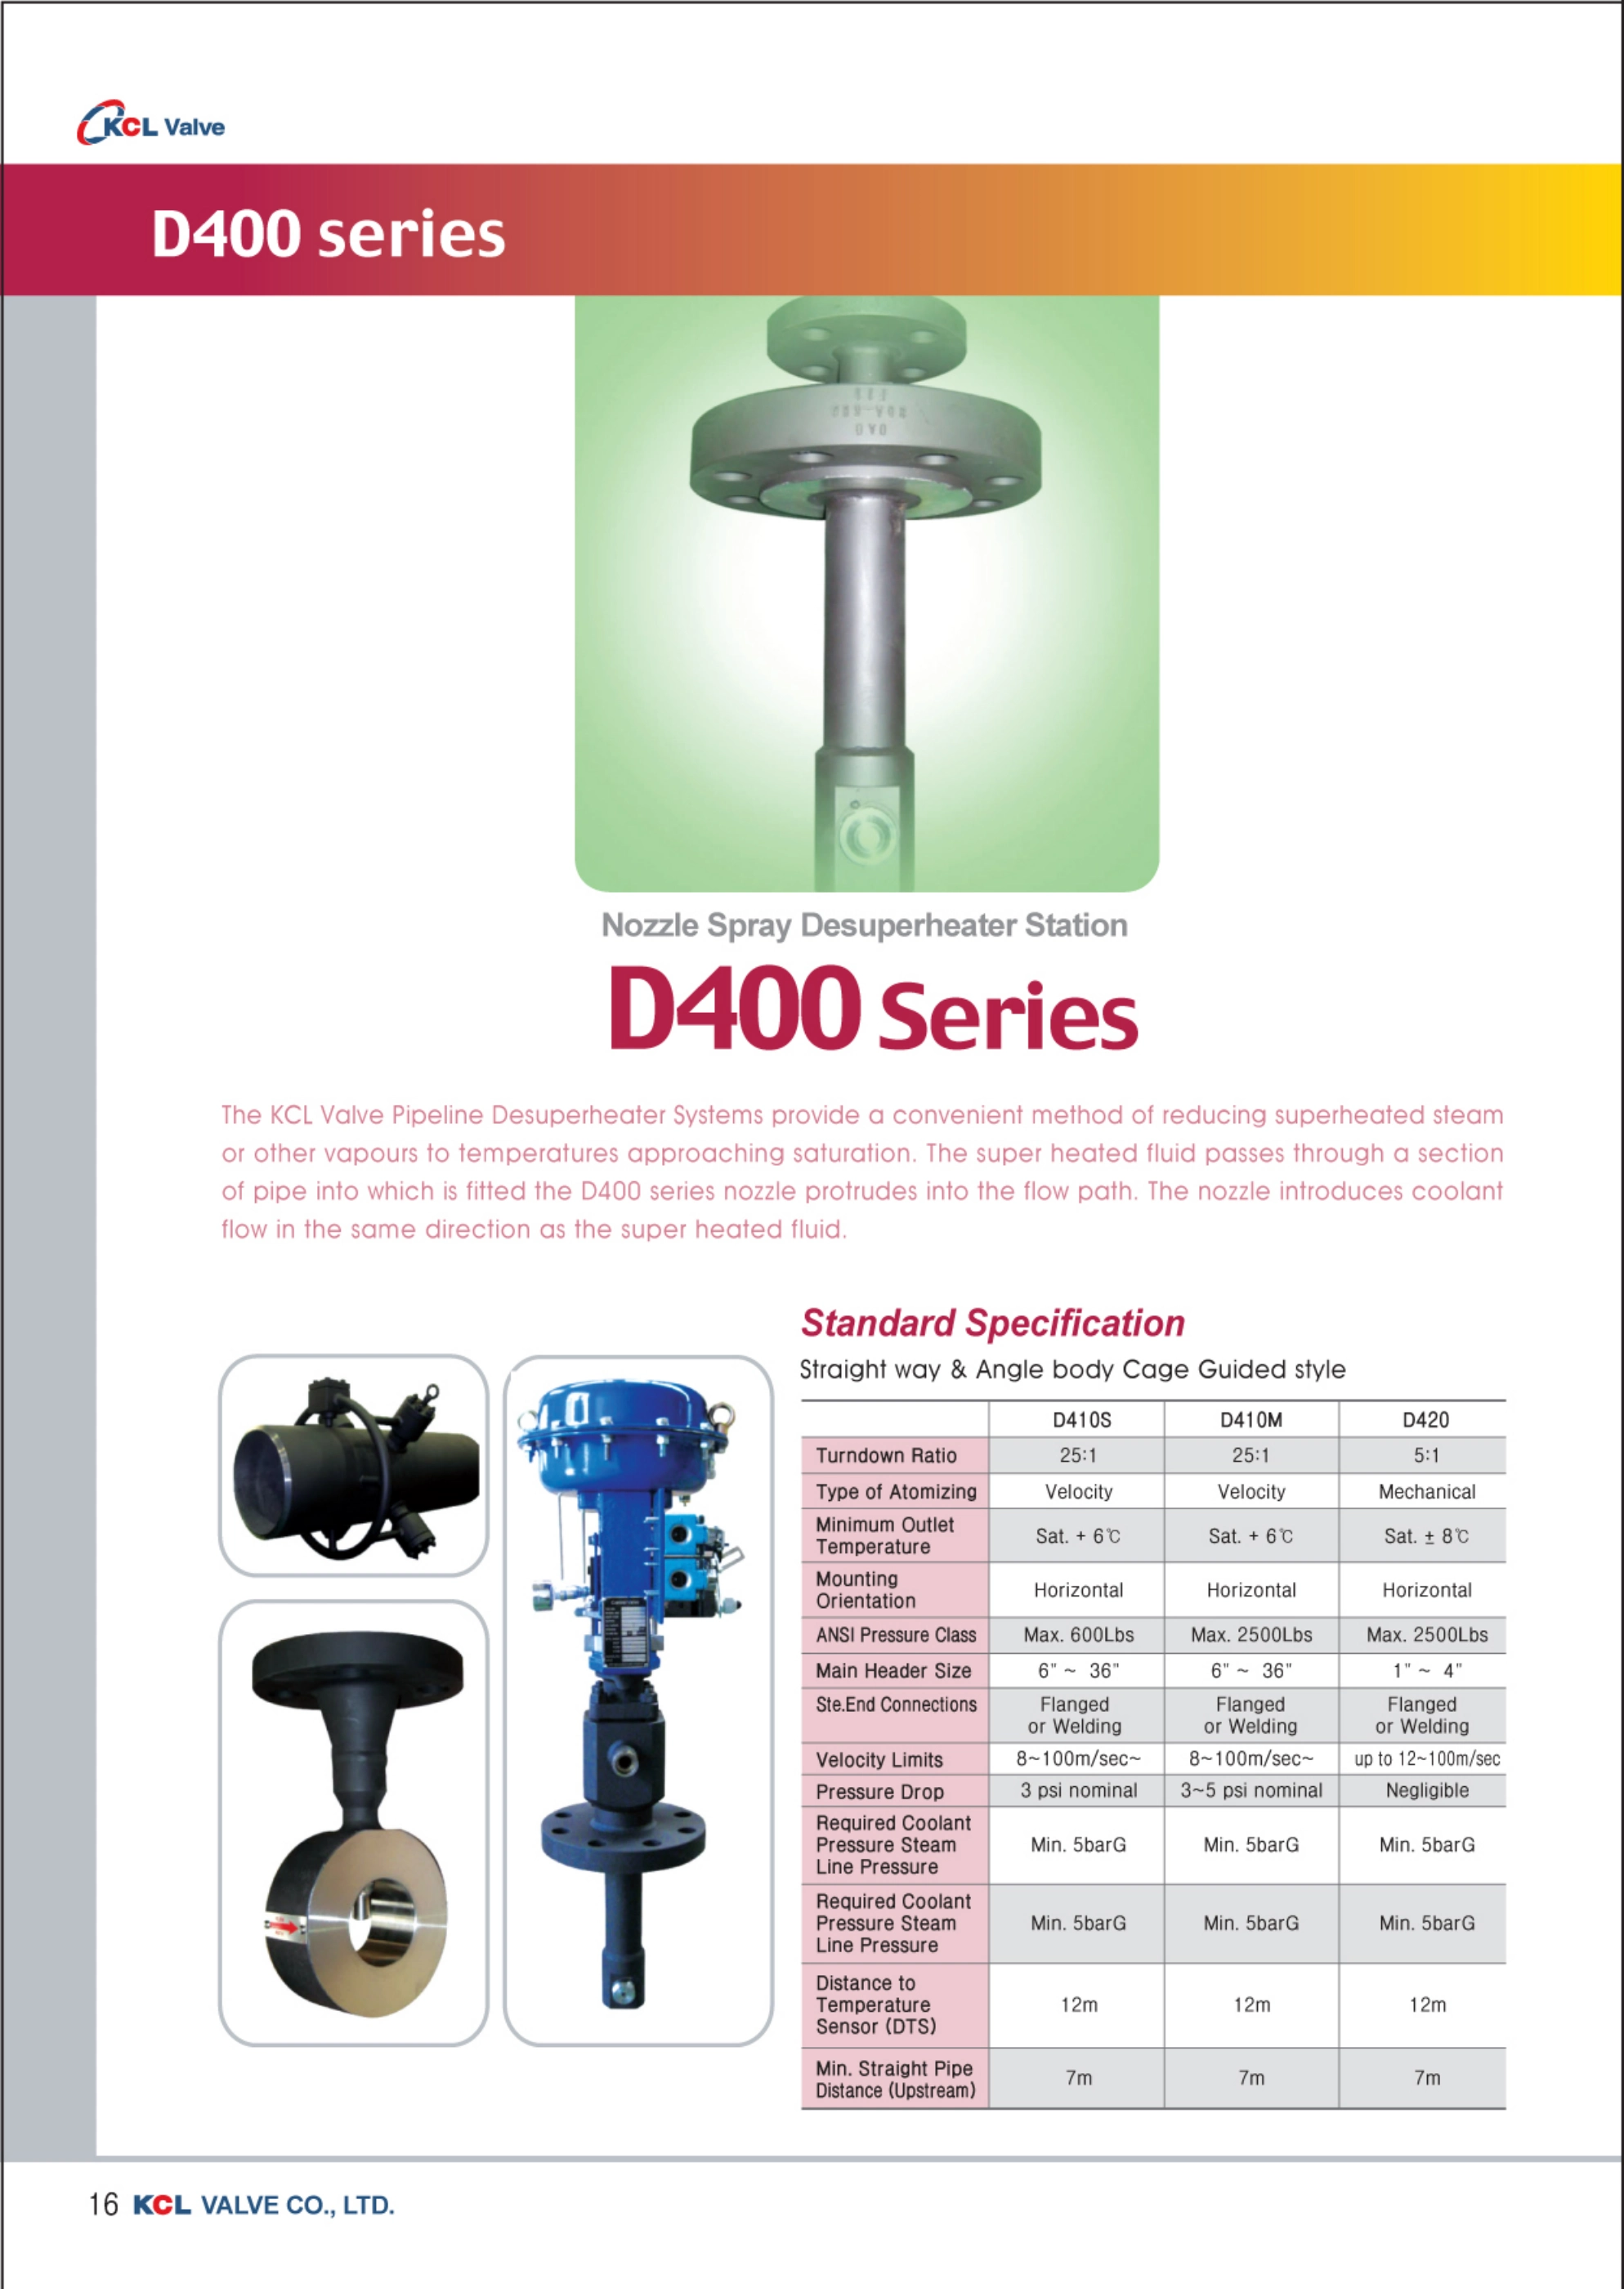 KCL Valve
D400 series
Nozzle Spray Desuperheater Station
D400 Series
The KCL Valve Pipeline Desuperheater Systems provide a convenient method of reducing superheated steam
or other vapours to temperatures approaching saturation. The super heated fluid passes through a section
of pipe into which is fitted the D400 series nozzle protrudes into the flow path. The nozzle introduces coolant
flow in the same direction as the super heated fluid.
Standard Specification
Straight way & Angle body Cage Guided style
D410S D410M D420
Turndown Ratio 25:1 25:1 5:1
Type of Atomizing Velocity Velocity Mechanical
Minimum Outlet
Temperature Sat. + 6℃ Sat. + 6℃ Sat. ± 8℃
Mounting
Orientation Horizontal Horizontal Horizontal
ANSI Pressure Class Max. 600Lbs Max. 2500Lbs Max. 2500Lbs
Main Header Size 6" ~ 36" 6" ~ 36" 1" ~ 4"
Ste.End Connections Flanged Flanged Flanged
or Welding or Welding or Welding
Velocity Limits 8~100m/sec~ 8~100m/sec~ up to 12~100m/sec
Pressure Drop 3 psi nominal 3~5 psi nominal Negligible
Required Coolant
Pressure Steam Min. 5barG Min. 5barG Min. 5barG
Line Pressure
Required Coolant
Pressure Steam Min. 5barG Min. 5barG Min. 5barG
Line Pressure
Distance to
Temperature 12m 12m 12m
Sensor (DTS)
Min. Straight Pipe
Distance (Upstream) 7m 7m 7m
16 KCL VALVE CO., LTD.